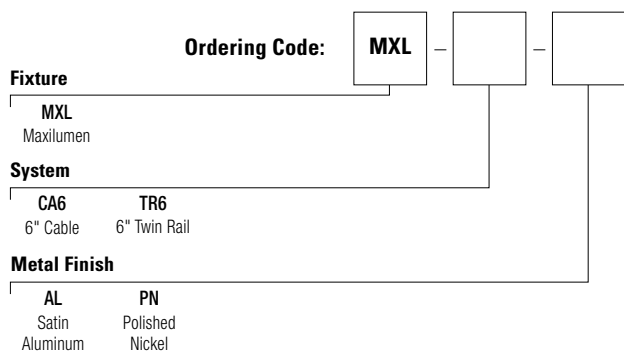 Ordering Code: MXL – –
Fixture
MXL
Maxilumen
System
CA6 TR6
6" Cable 6" Twin Rail
Metal Finish
AL PN
Satin Polished
Aluminum Nickel